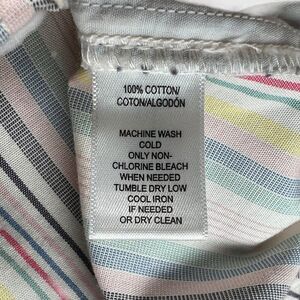 100% COTTON/
COTON/ALGODÓN
MACHINE WASH
COLD
ONLY NON-
CHLORINE BLEACH
WHEN NEEDED
TUMBLE DRY LOW
COOL IRON
IF NEEDED
OR DRY CLEAN